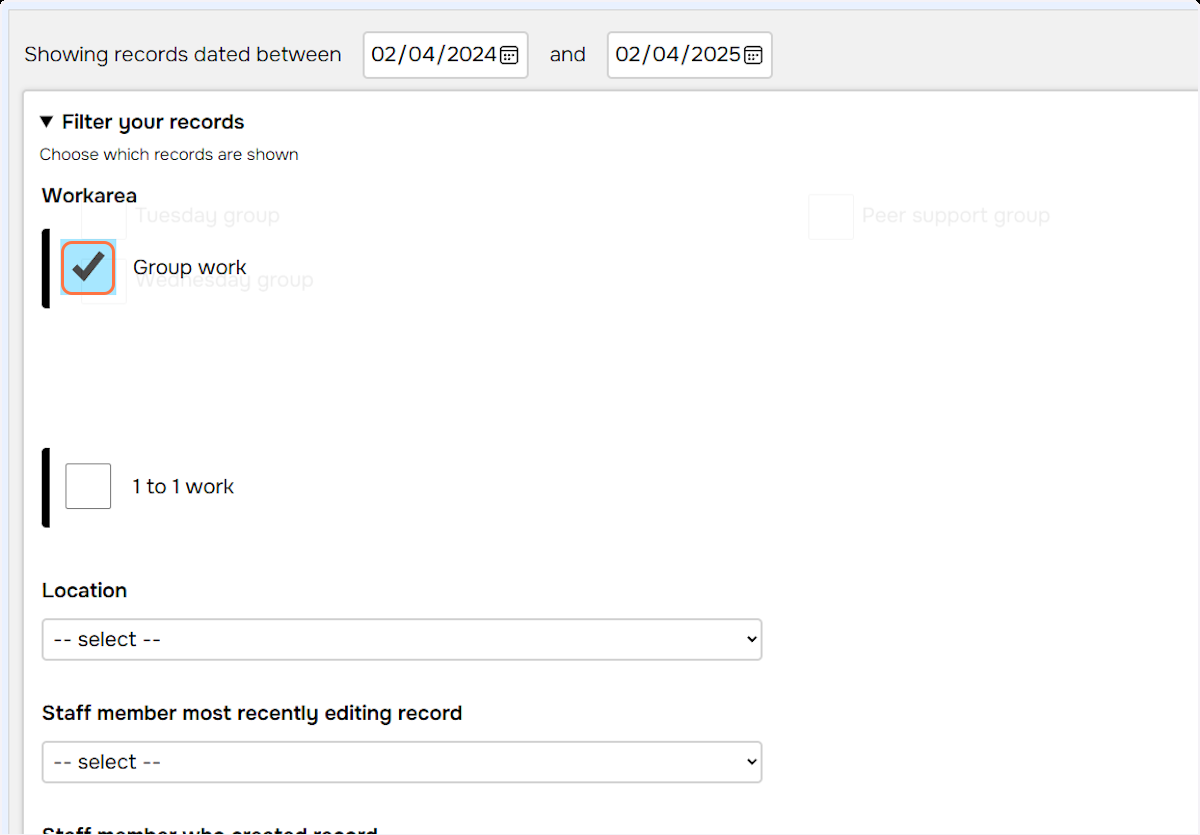 Showing records dated between 02/04/2024 and 02/04/2025
▼ Filter your records
Choose which records are shown
Workarea
Tuesday group Peer support group
Group work
Wednesday group
1 to 1 work
Location
-- select --
Staff member most recently editing record
-- select --
Staff member who created record